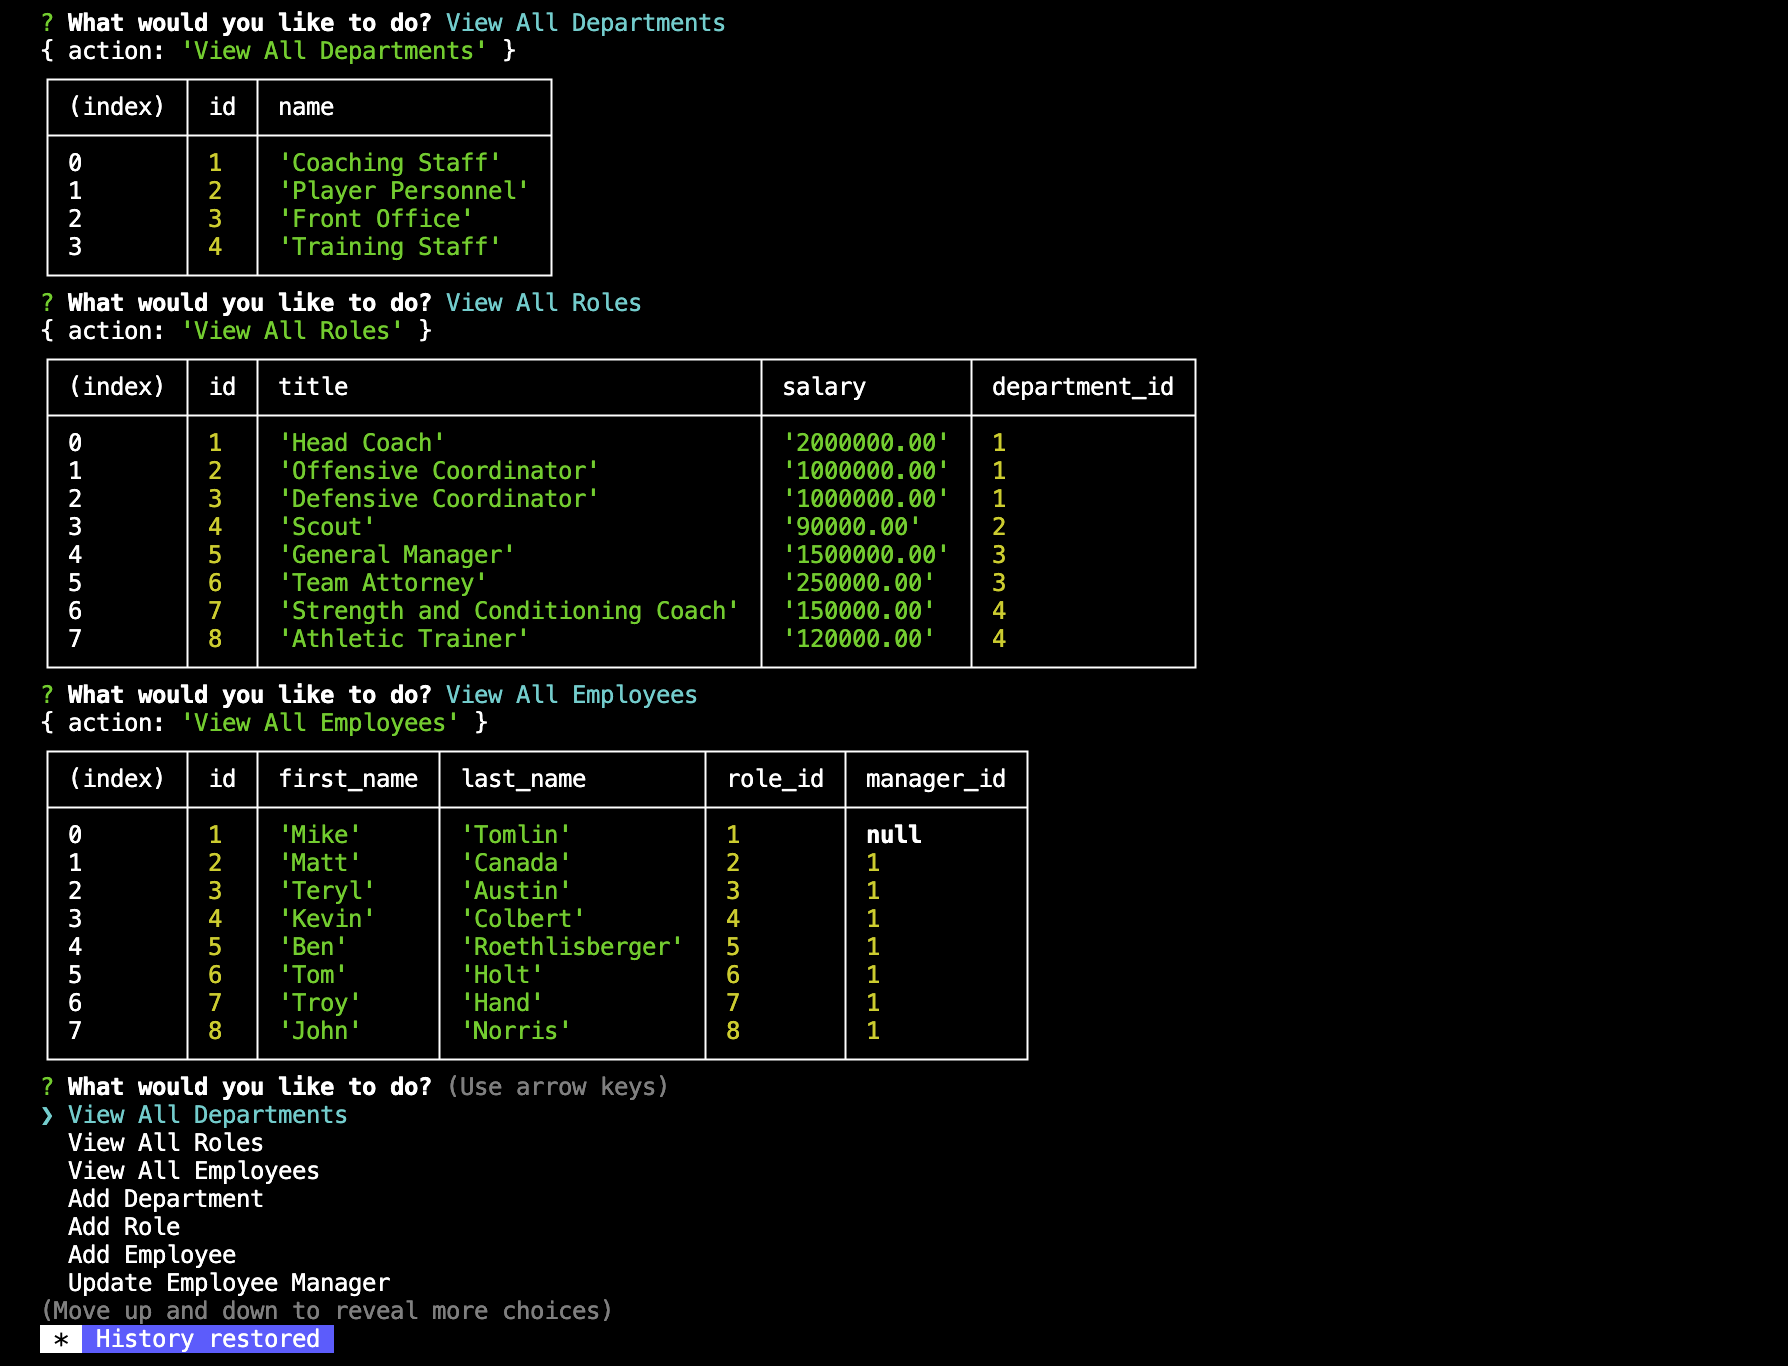 ? What would you like to do? View All Departments
{ action: 'View All Departments' }
(index) id name
0 1 'Coaching Staff'
1 2 'Player Personnel'
2 3 'Front Office'
3 4 'Training Staff'
? What would you like to do? View All Roles
{ action: 'View All Roles' }
(index) id title salary department_id
0 1 'Head Coach' '2000000.00' 1
1 2 'Offensive Coordinator' '1000000.00' 1
2 3 'Defensive Coordinator' '1000000.00' 1
3 4 'Scout' '90000.00' 2
4 5 'General Manager' '1500000.00' 3
5 6 'Team Attorney' '250000.00' 3
6 7 'Strength and Conditioning Coach' '150000.00' 4
7 8 'Athletic Trainer' '120000.00' 4
? What would you like to do? View All Employees
{ action: 'View All Employees' }
(index) id first_name last_name role_id manager_id
0 1 'Mike' 'Tomlin' 1 null
1 2 'Matt' 'Canada' 2 1
2 3 'Teryl' 'Austin' 3 1
3 4 'Kevin' 'Colbert' 4 1
4 5 'Ben' 'Roethlisberger' 5 1
5 6 'Tom' 'Holt' 6 1
6 7 'Troy' 'Hand' 7 1
7 8 'John' 'Norris' 8 1
? What would you like to do? (Use arrow keys)
❯ View All Departments
View All Roles
View All Employees
Add Department
Add Role
Add Employee
Update Employee Manager
(Move up and down to reveal more choices)
* History restored